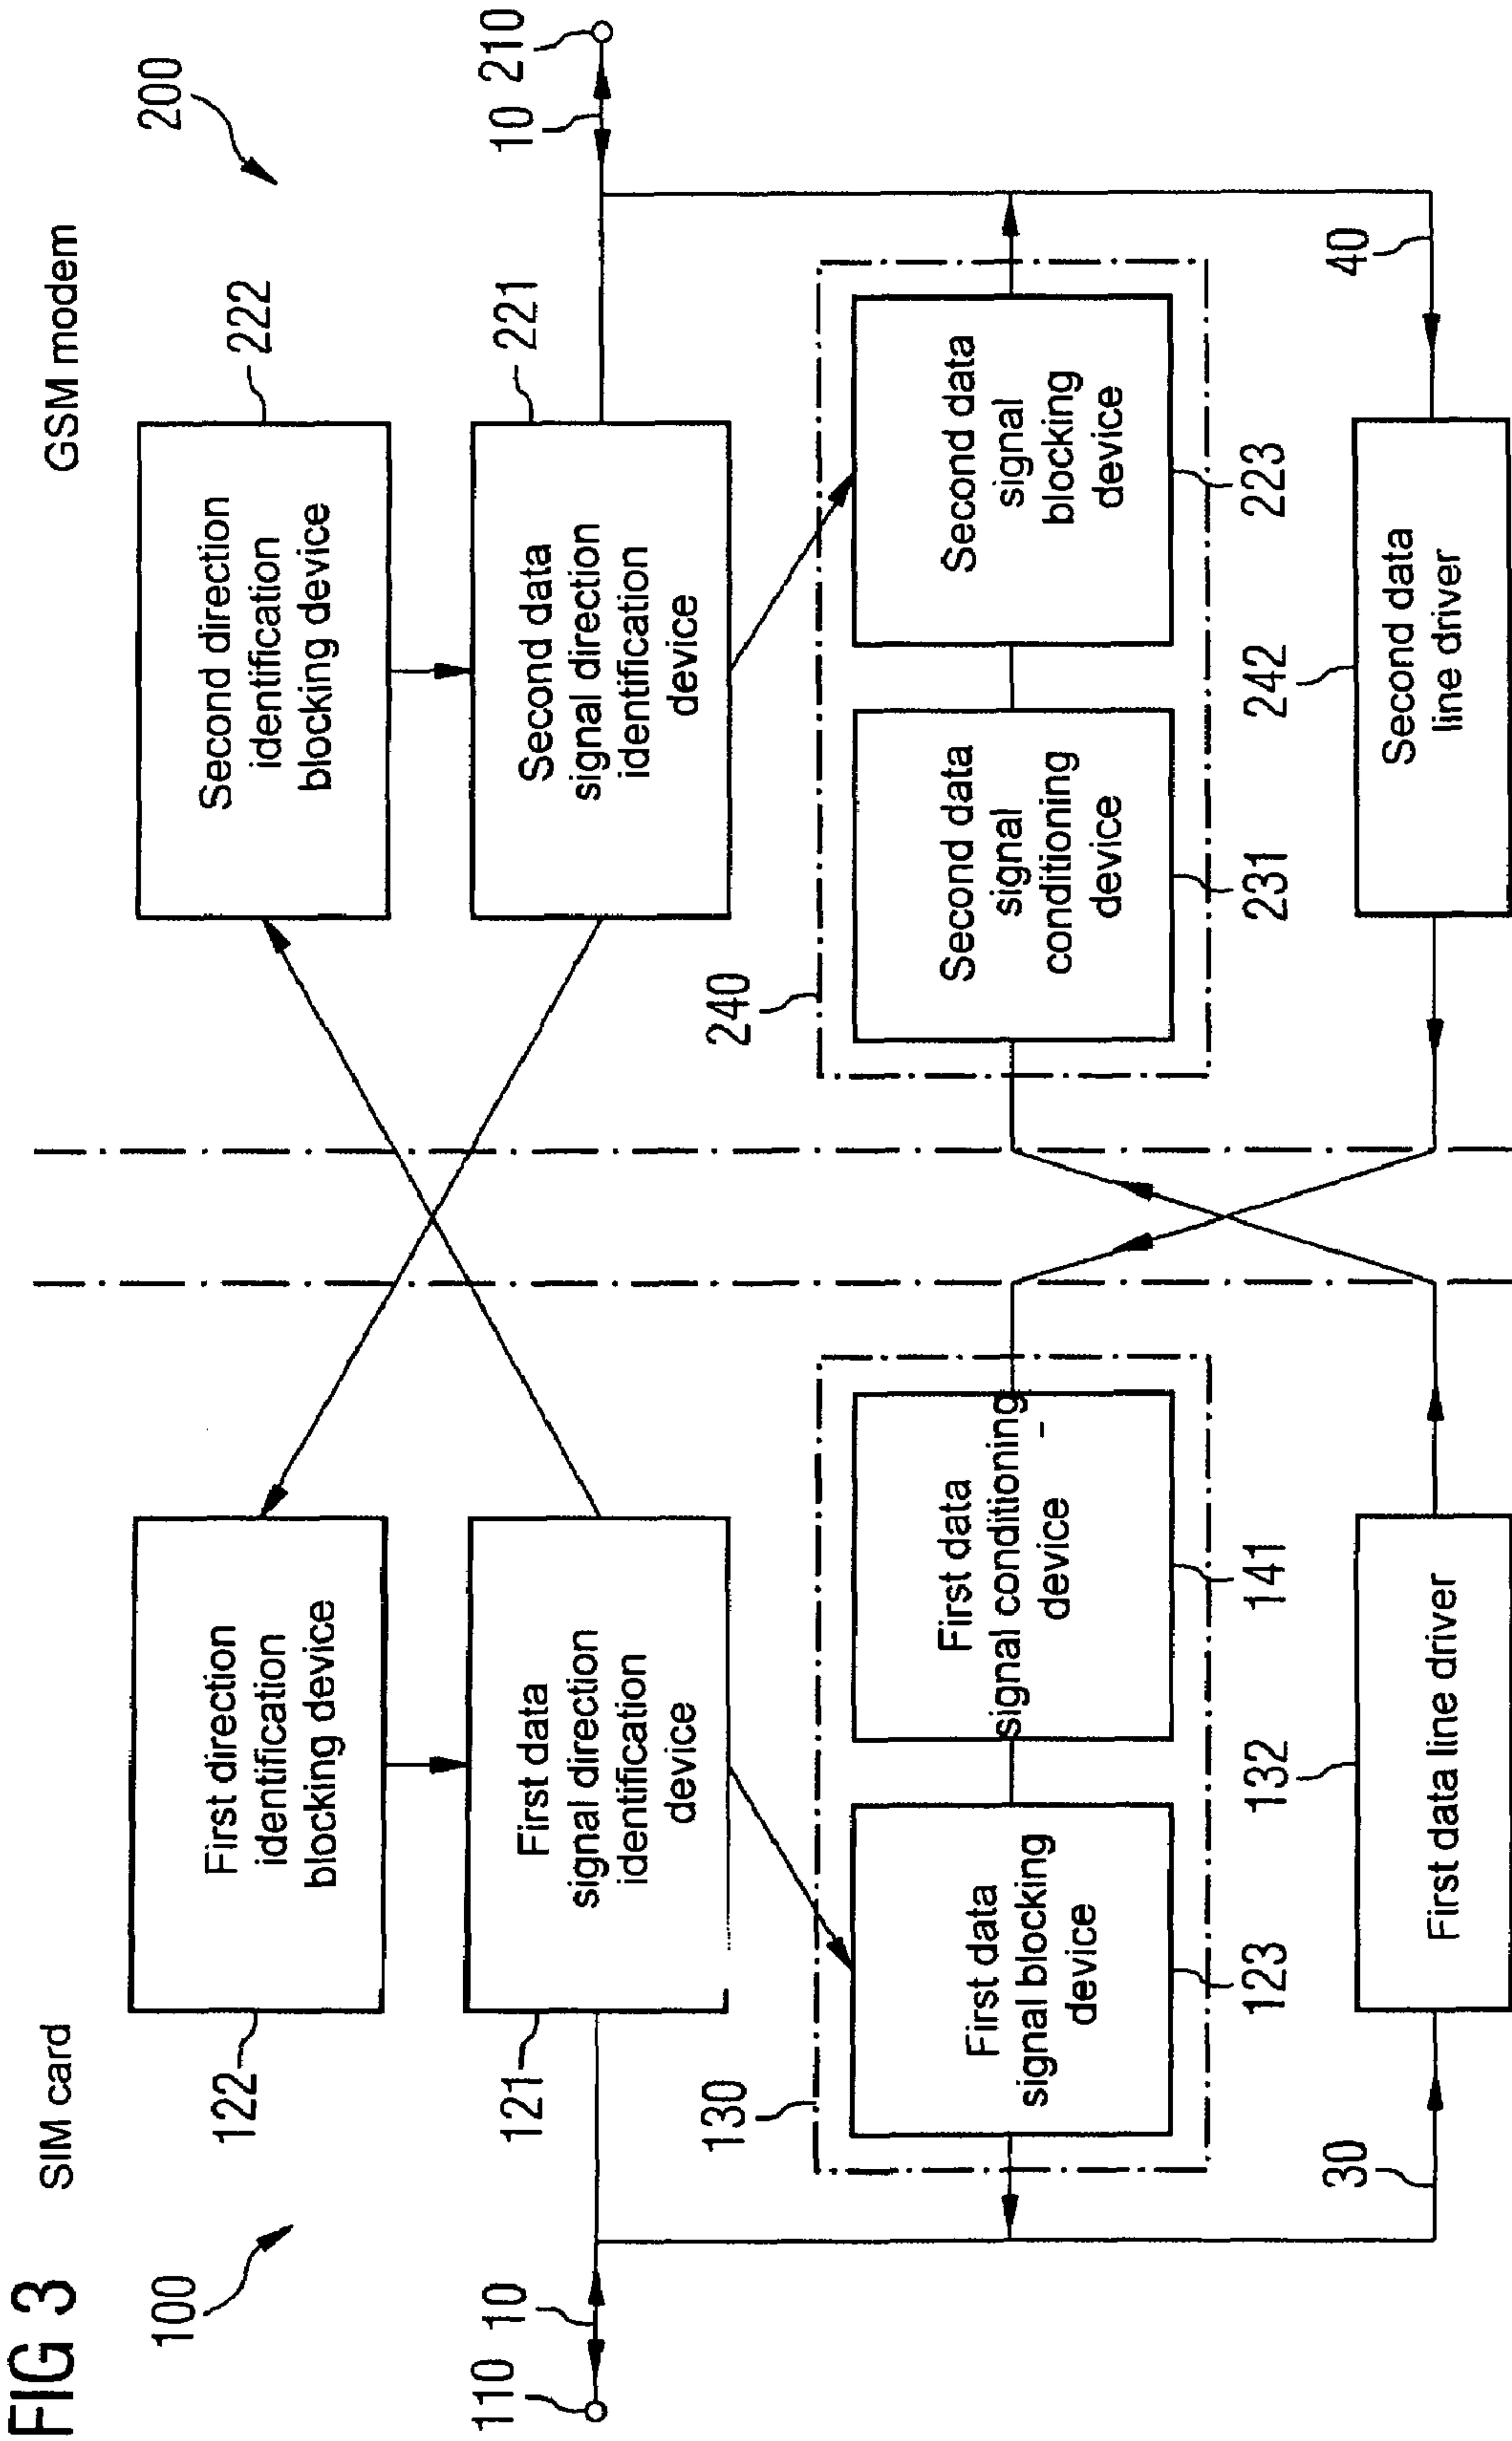 FIG 3
SIM card
GSM modem
100
200
122
First direction
identification
blocking device
Second direction
identification
blocking device
222
110
10
121
First data
signal direction
identification
device
Second data
signal direction
identification
device
221
10
210
130
240
First data
signal blocking
device
123
First data
signal conditioning
device
141
Second data
signal
conditioning
device
231
Second data
signal
blocking
device
223
30
132
First data line driver
242
Second data
line driver
40